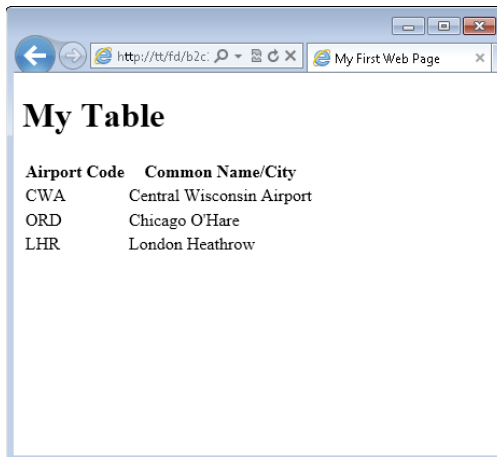 http://tt/fd/b2c
My First Web Page
My Table
Airport Code Common Name/City
CWA Central Wisconsin Airport
ORD Chicago O'Hare
LHR London Heathrow